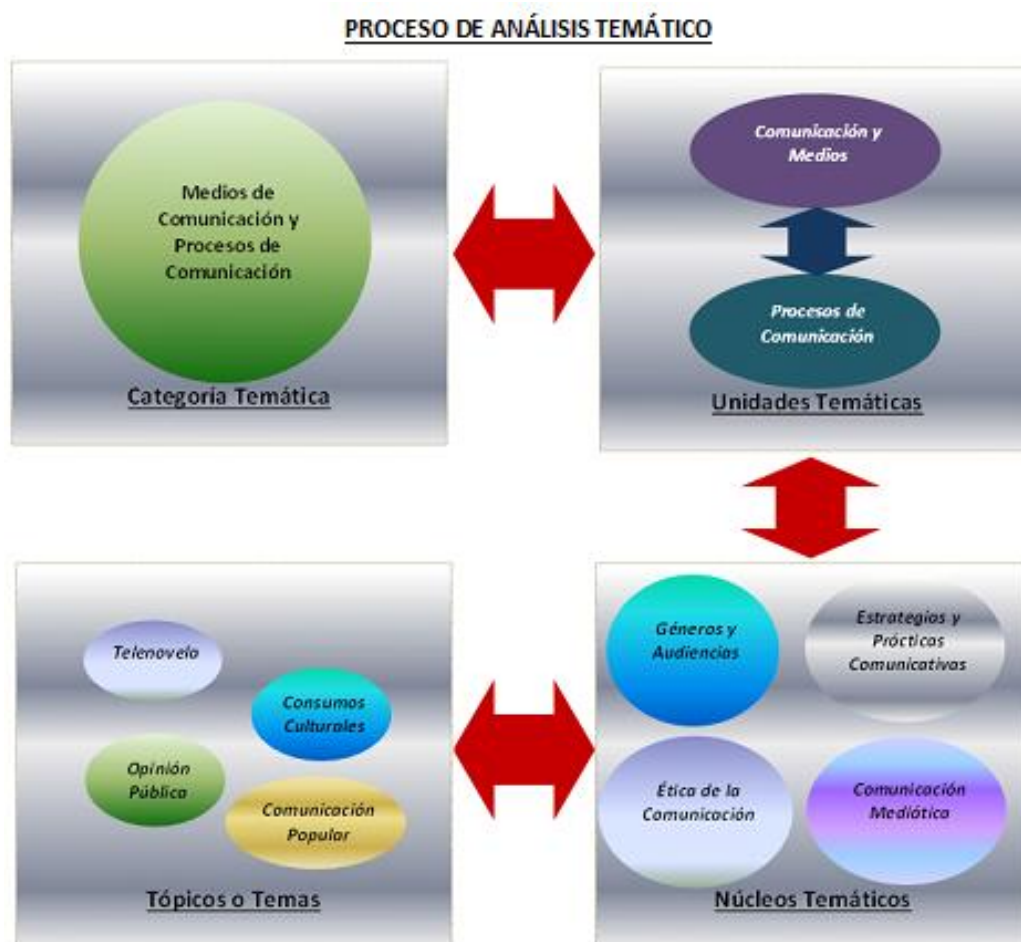 PROCESO DE ANÁLISIS TEMÁTICO
Medios de
Comunicación y
Procesos de
Comunicación
Categoría Temática
Comunicación y
Medios
Procesos de
Comunicación
Unidades Temáticas
Telenovela
Consumos
Culturales
Opinión
Pública
Comunicación
Popular
Tópicos o Temas
Géneros y
Audiencias
Estrategias y
Prácticas
Comunicativas
Ética de la
Comunicación
Comunicación
Mediática
Núcleos Temáticos